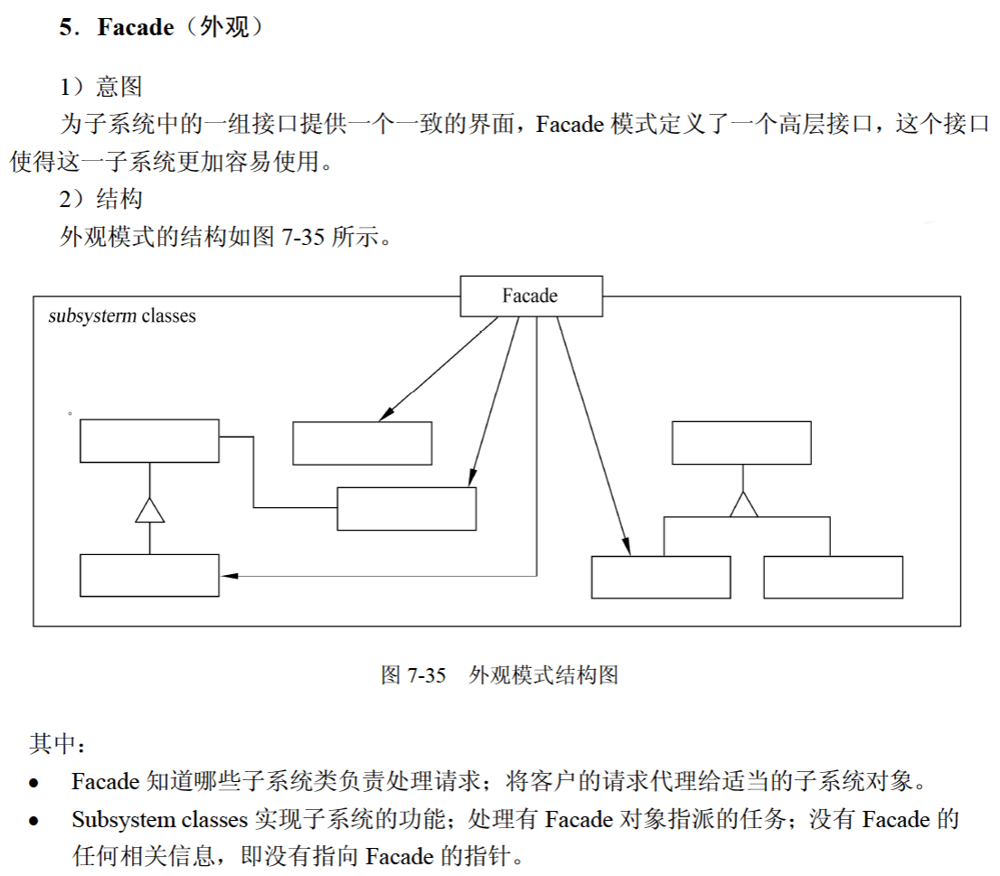 5．Facade（外观）
1）意图
为子系统中的一组接口提供一个一致的界面，Facade 模式定义了一个高层接口，这个接口
使得这一子系统更加容易使用。
2）结构
外观模式的结构如图 7-35 所示。
Facade
subsysterm classes
。
图 7-35　外观模式结构图
其中：
● Facade 知道哪些子系统类负责处理请求；将客户的请求代理给适当的子系统对象。
● Subsystem classes 实现子系统的功能；处理有 Facade 对象指派的任务；没有 Facade 的
任何相关信息，即没有指向 Facade 的指针。